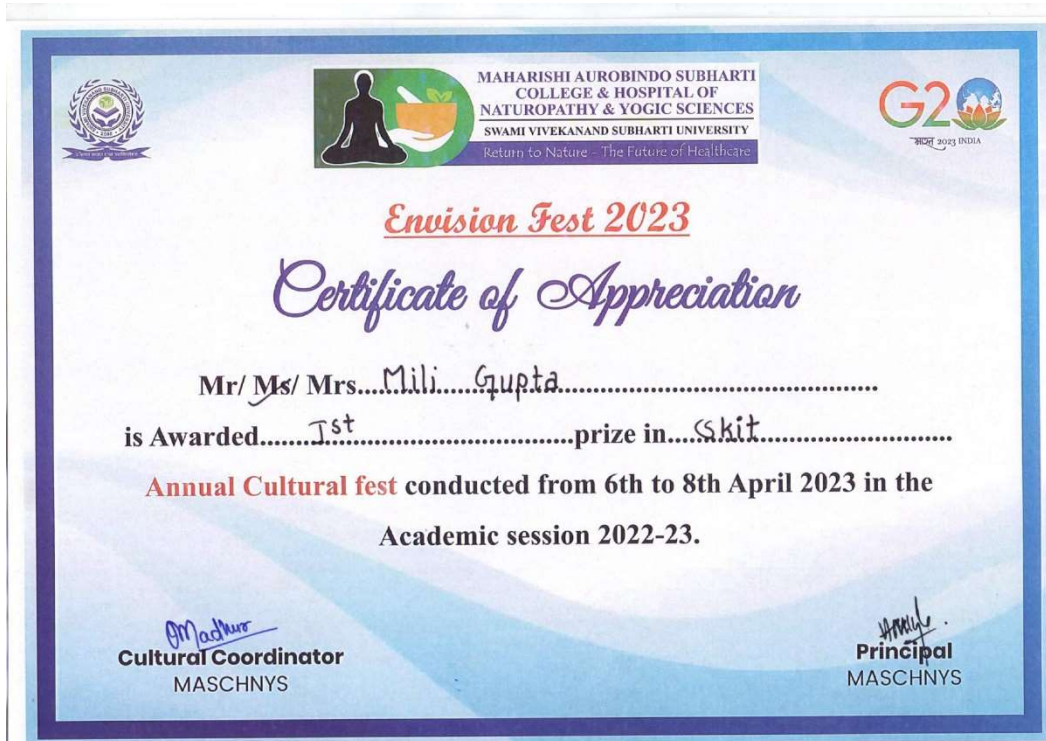 MAHARISHI AUROBINDO SUBHARTI
COLLEGE & HOSPITAL OF
NATUROPATHY & YOGIC SCIENCES
SWAMI VIVEKANAND SUBHARTI UNIVERSITY
Return to Nature - The Future of Healthcare
G20
भारत 2023 INDIA
Envision Fest 2023
Certificate of Appreciation
Mr/ Ms/ Mrs....Mili....Gupta....
is Awarded....Ist....prize in....Skit....
Annual Cultural fest conducted from 6th to 8th April 2023 in the
Academic session 2022-23.
Cultural Coordinator
MASCHNYS
Principal
MASCHNYS